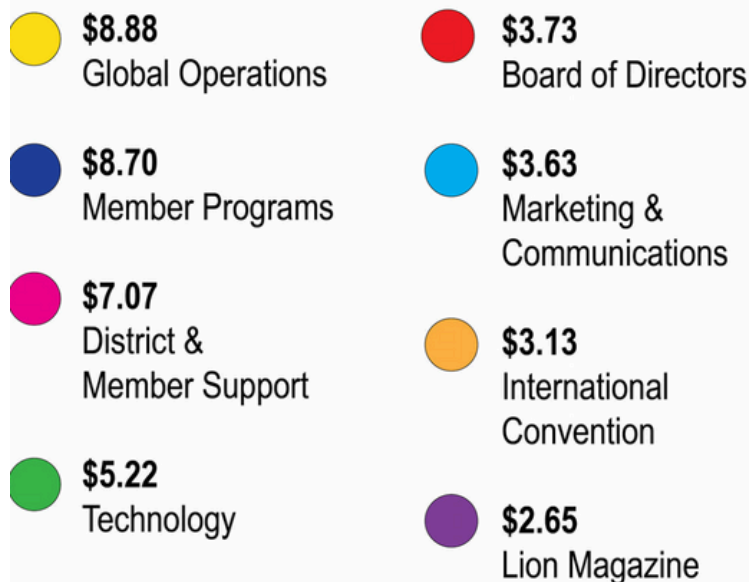 $8.88
Global Operations
$8.70
Member Programs
$7.07
District &
Member Support
$5.22
Technology
$3.73
Board of Directors
$3.63
Marketing &
Communications
$3.13
International
Convention
$2.65
Lion Magazine